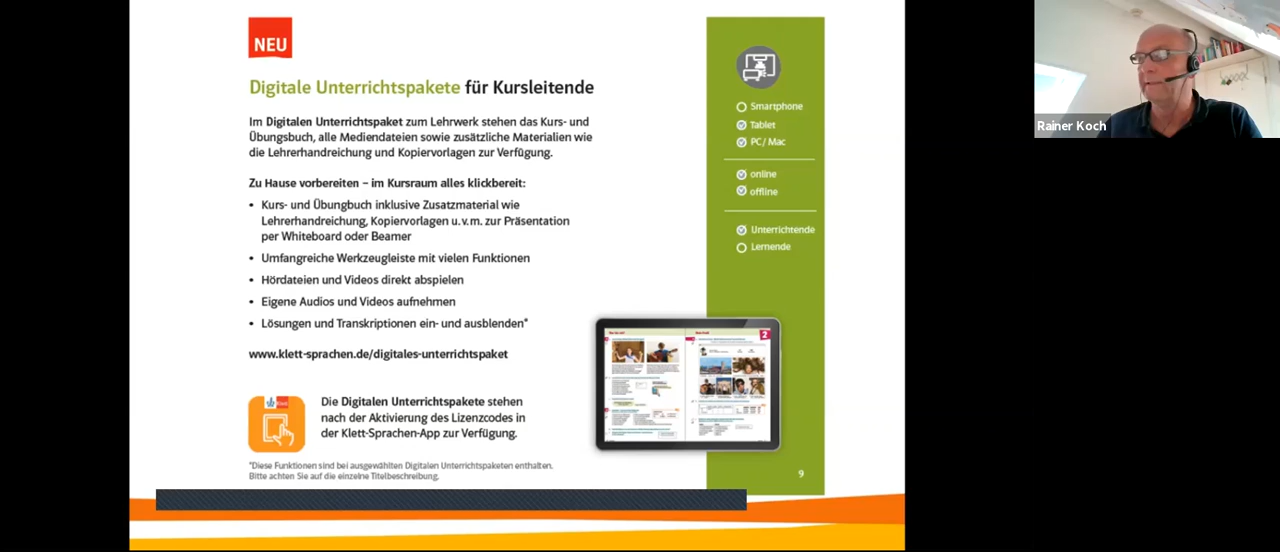 NEU
Digitale Unterrichtspakete für Kursleitende
Im Digitalen Unterrichtspaket zum Lehrwerk stehen das Kurs- und
Übungsbuch, alle Mediendateien sowie zusätzliche Materialien wie
die Lehrerhandreichung und Kopiervorlagen zur Verfügung.
Zu Hause vorbereiten – im Kursraum alles klickbereit:
• Kurs- und Übungbuch inklusive Zusatzmaterial wie
Lehrerhandreichung, Kopiervorlagen u.v.m. zur Präsentation
per Whiteboard oder Beamer
• Umfangreiche Werkzeugleiste mit vielen Funktionen
• Hördateien und Videos direkt abspielen
• Eigene Audios und Videos aufnehmen
• Lösungen und Transkriptionen ein- und ausblenden*
www.klett-sprachen.de/digitales-unterrichtspaket
Klett
Die Digitalen Unterrichtspakete stehen
nach der Aktivierung des Lizenzcodes in
der Klett-Sprachen-App zur Verfügung.
*Diese Funktionen sind bei ausgewählten Digitalen Unterrichtspaketen enthalten.
Bitte achten Sie auf die einzelne Titelbeschreibung.
Smartphone
Tablet
PC/ Mac
online
offline
Unterrichtende
Lernende
2
9
Rainer Koch